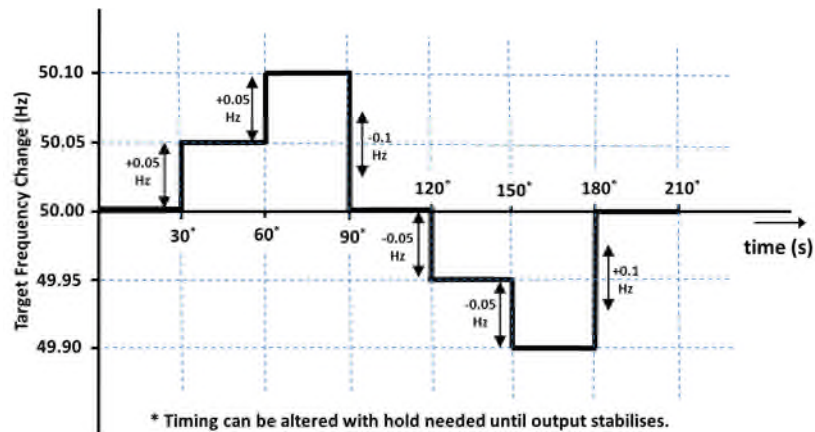 Target Frequency Change (Hz)
50.10
50.05
50.00
49.95
49.90
+0.05
Hz
+0.05
Hz
-0.1
Hz
30*
60*
90*
120*
150*
180*
210*
time (s)
-0.05
Hz
-0.05
Hz
+0.1
Hz
* Timing can be altered with hold needed until output stabilises.